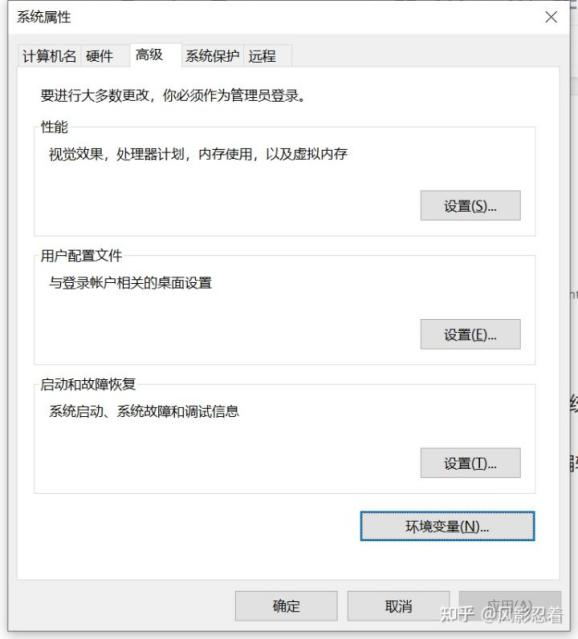 系统属性
计算机名 硬件 高级 系统保护 远程
要进行大多数更改，你必须作为管理员登录。
性能
视觉效果，处理器计划，内存使用，以及虚拟内存
设置(S)...
用户配置文件
与登录帐户相关的桌面设置
设置(E)...
启动和故障恢复
系统启动、系统故障和调试信息
设置(T)...
环境变量(N)...
确定 取消 应用(A)
知乎 @风影忍着